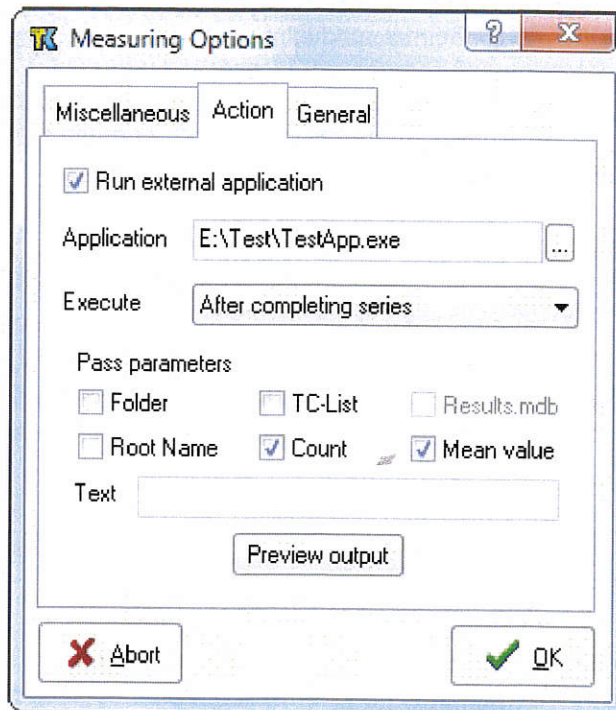 TK Measuring Options ? X
Miscellaneous Action General
Run external application
Application E:\Test\TestApp.exe ...
Execute After completing series
Pass parameters
Folder TC-List Results.mdb
Root Name Count Mean value
Text
Preview output
Abort OK